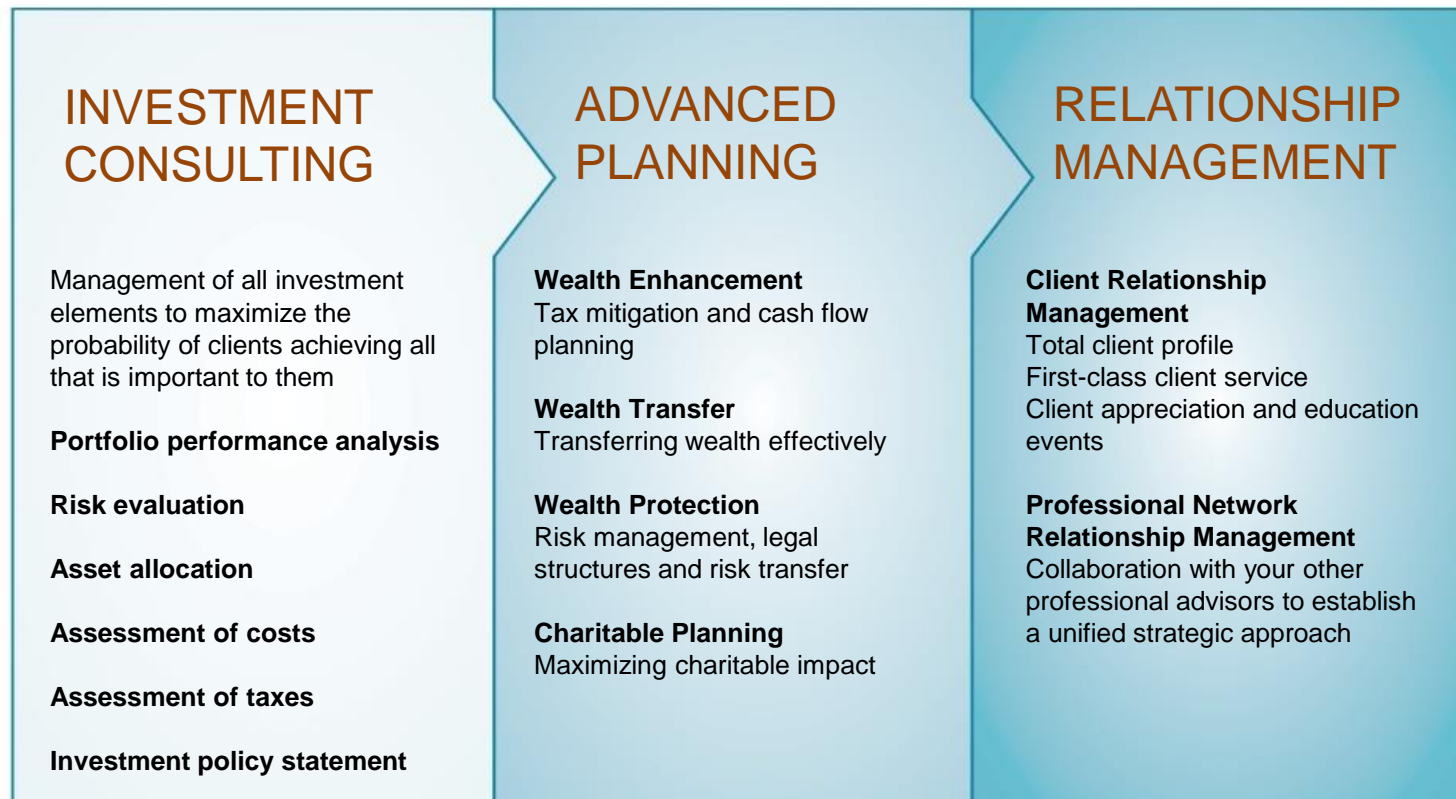 INVESTMENT
CONSULTING
Management of all investment
elements to maximize the
probability of clients achieving all
that is important to them
Portfolio performance analysis
Risk evaluation
Asset allocation
Assessment of costs
Assessment of taxes
Investment policy statement
ADVANCED
PLANNING
Wealth Enhancement
Tax mitigation and cash flow
planning
Wealth Transfer
Transferring wealth effectively
Wealth Protection
Risk management, legal
structures and risk transfer
Charitable Planning
Maximizing charitable impact
RELATIONSHIP
MANAGEMENT
Client Relationship
Management
Total client profile
First-class client service
Client appreciation and education
events
Professional Network
Relationship Management
Collaboration with your other
professional advisors to establish
a unified strategic approach